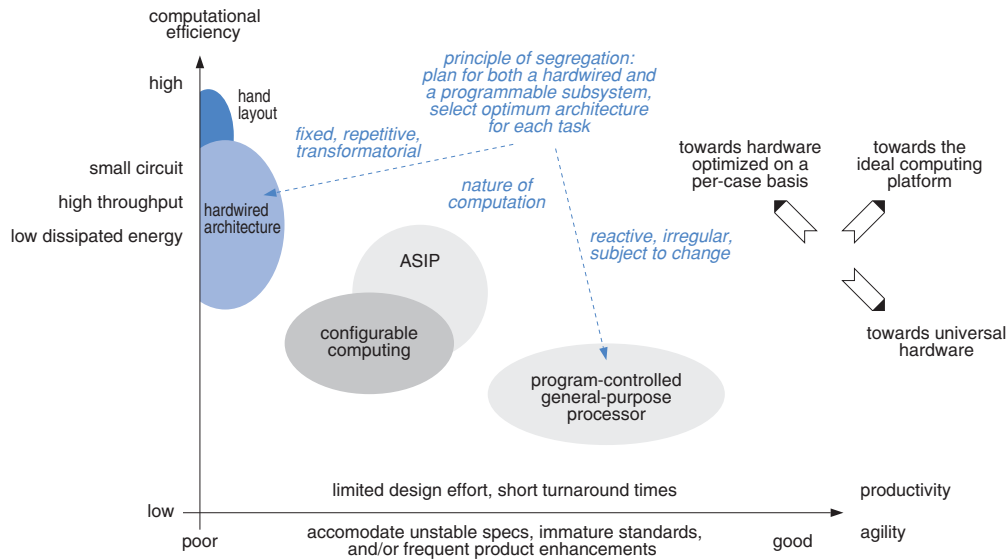 computational
efficiency
high
hand
layout
principle of segregation:
plan for both a hardwired and
a programmable subsystem,
select optimum architecture
for each task
fixed, repetitive,
transformatorial
small circuit
high throughput
low dissipated energy
hardwired
architecture
nature of
computation
towards hardware
optimized on a
per-case basis
towards the
ideal computing
platform
reactive, irregular,
subject to change
ASIP
configurable
computing
towards universal
hardware
program-controlled
general-purpose
processor
limited design effort, short turnaround times
productivity
low
poor
accomodate unstable specs, immature standards,
and/or frequent product enhancements
good
agility